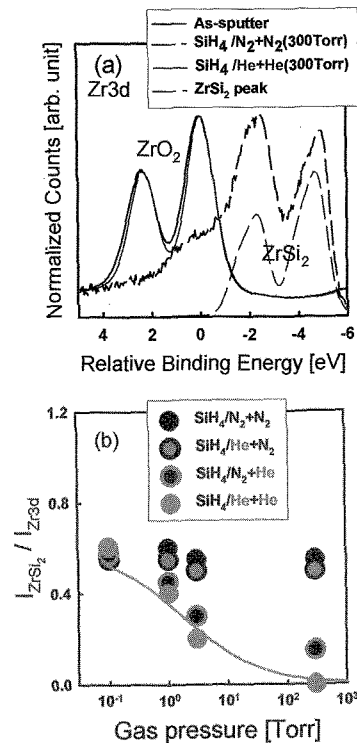 As-sputter
SiH4/N2+N2(300Torr)
SiH4/He+He(300Torr)
ZrSi2 peak
(a)
Zr3d
ZrO2
ZrSi2
Normalized Counts [arb. unit]
4 2 0 -2 -4 -6
Relative Binding Energy [eV]
1.2
(b)
SiH4/N2+N2
SiH4/He+N2
SiH4/N2+He
SiH4/He+He
0.8
IZrSi2 / IZr3d
0.4
0.0
10-1 100 101 102 103
Gas pressure [Torr]